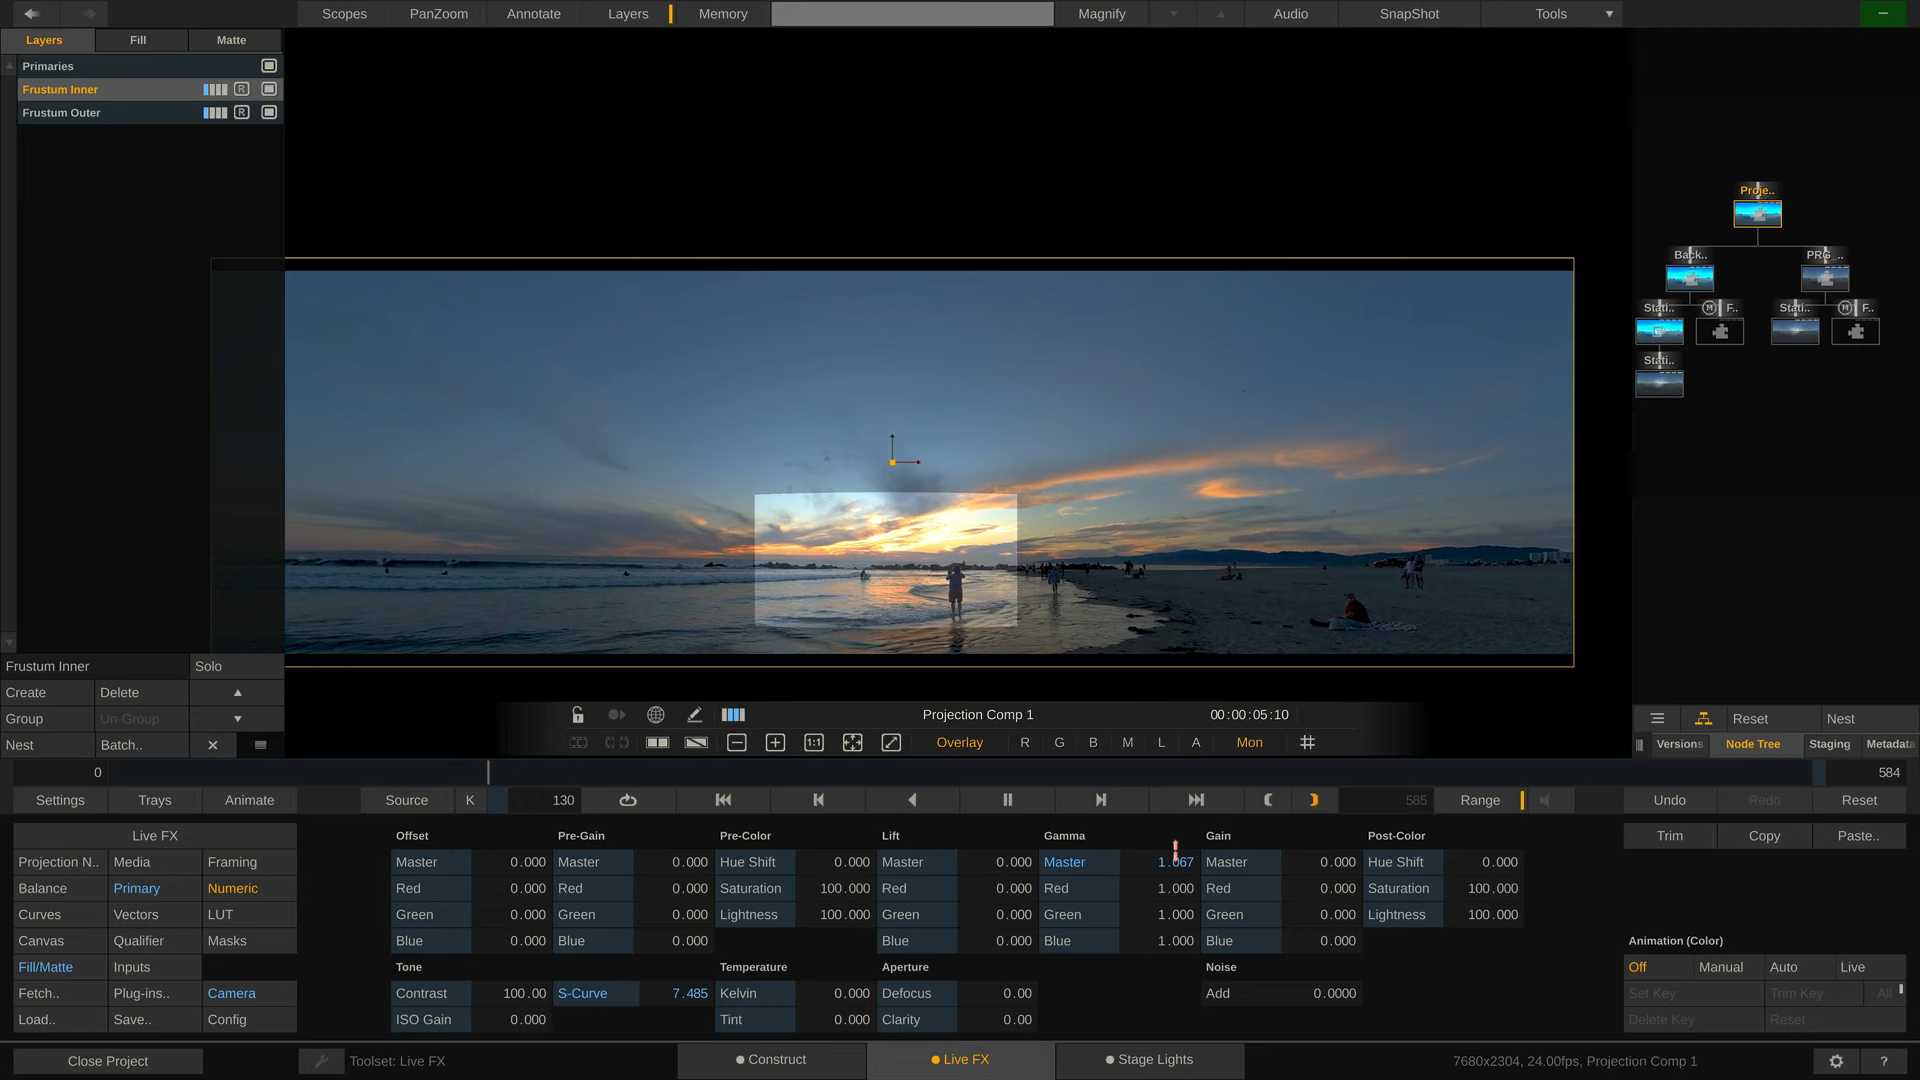 Scopes PanZoom Annotate Layers Memory Magnify Audio SnapShot Tools
Layers Fill Matte
Primaries
Frustum Inner R
Frustum Outer R
Proje..
Back.. PRG_..
Stati.. M F.. Stati.. M F..
Stati..
Frustum Inner Solo
Create Delete
Group Un-Group
Nest Batch..
Projection Comp 1 00:00:05:10
Reset Nest
1:1 Overlay R G B M L A Mon
Versions Node Tree Staging Metadata
0 584
Settings Trays Animate Source K 130 585 Range Undo Redo Reset
Live FX
Offset Pre-Gain Pre-Color Lift Gamma Gain Post-Color
Trim Copy Paste..
Projection N.. Media Framing Master 0.000 Master 0.000 Hue Shift 0.000 Master 0.000 Master 1.067 Master 0.000 Hue Shift 0.000
Balance Primary Numeric Red 0.000 Red 0.000 Saturation 100.000 Red 0.000 Red 1.000 Red 0.000 Saturation 100.000
Curves Vectors LUT Green 0.000 Green 0.000 Lightness 100.000 Green 0.000 Green 1.000 Green 0.000 Lightness 100.000
Canvas Qualifier Masks Blue 0.000 Blue 0.000 Blue 0.000 Blue 1.000 Blue 0.000 Animation (Color)
Fill/Matte Inputs Tone Temperature Aperture Noise Off Manual Auto Live
Fetch.. Plug-ins.. Camera Contrast 100.00 S-Curve 7.485 Kelvin 0.000 Defocus 0.00 Add 0.0000 Set Key Trim Key All
Load.. Save.. Config ISO Gain 0.000 Tint 0.000 Clarity 0.00 Delete Key Reset
Close Project Toolset: Live FX Construct Live FX Stage Lights 7680x2304, 24.00fps, Projection Comp 1 ?